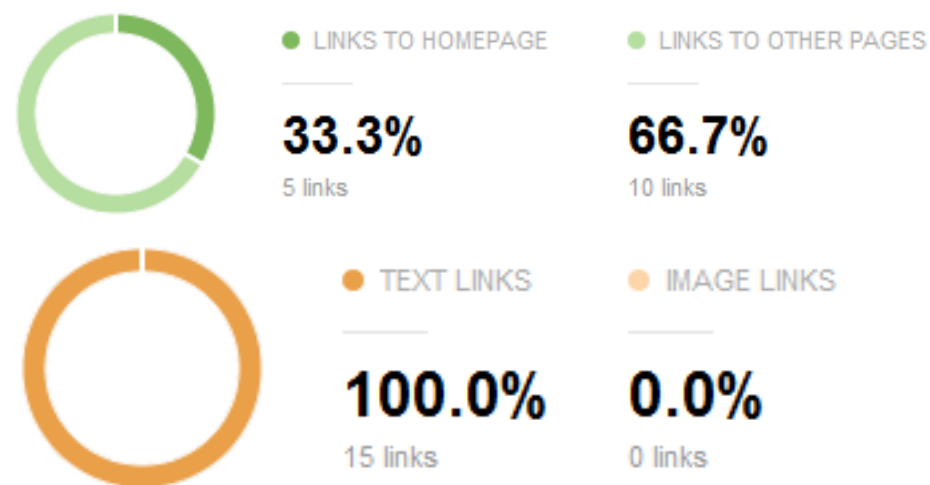 LINKS TO HOMEPAGE
33.3%
5 links
LINKS TO OTHER PAGES
66.7%
10 links
TEXT LINKS
100.0%
15 links
IMAGE LINKS
0.0%
0 links